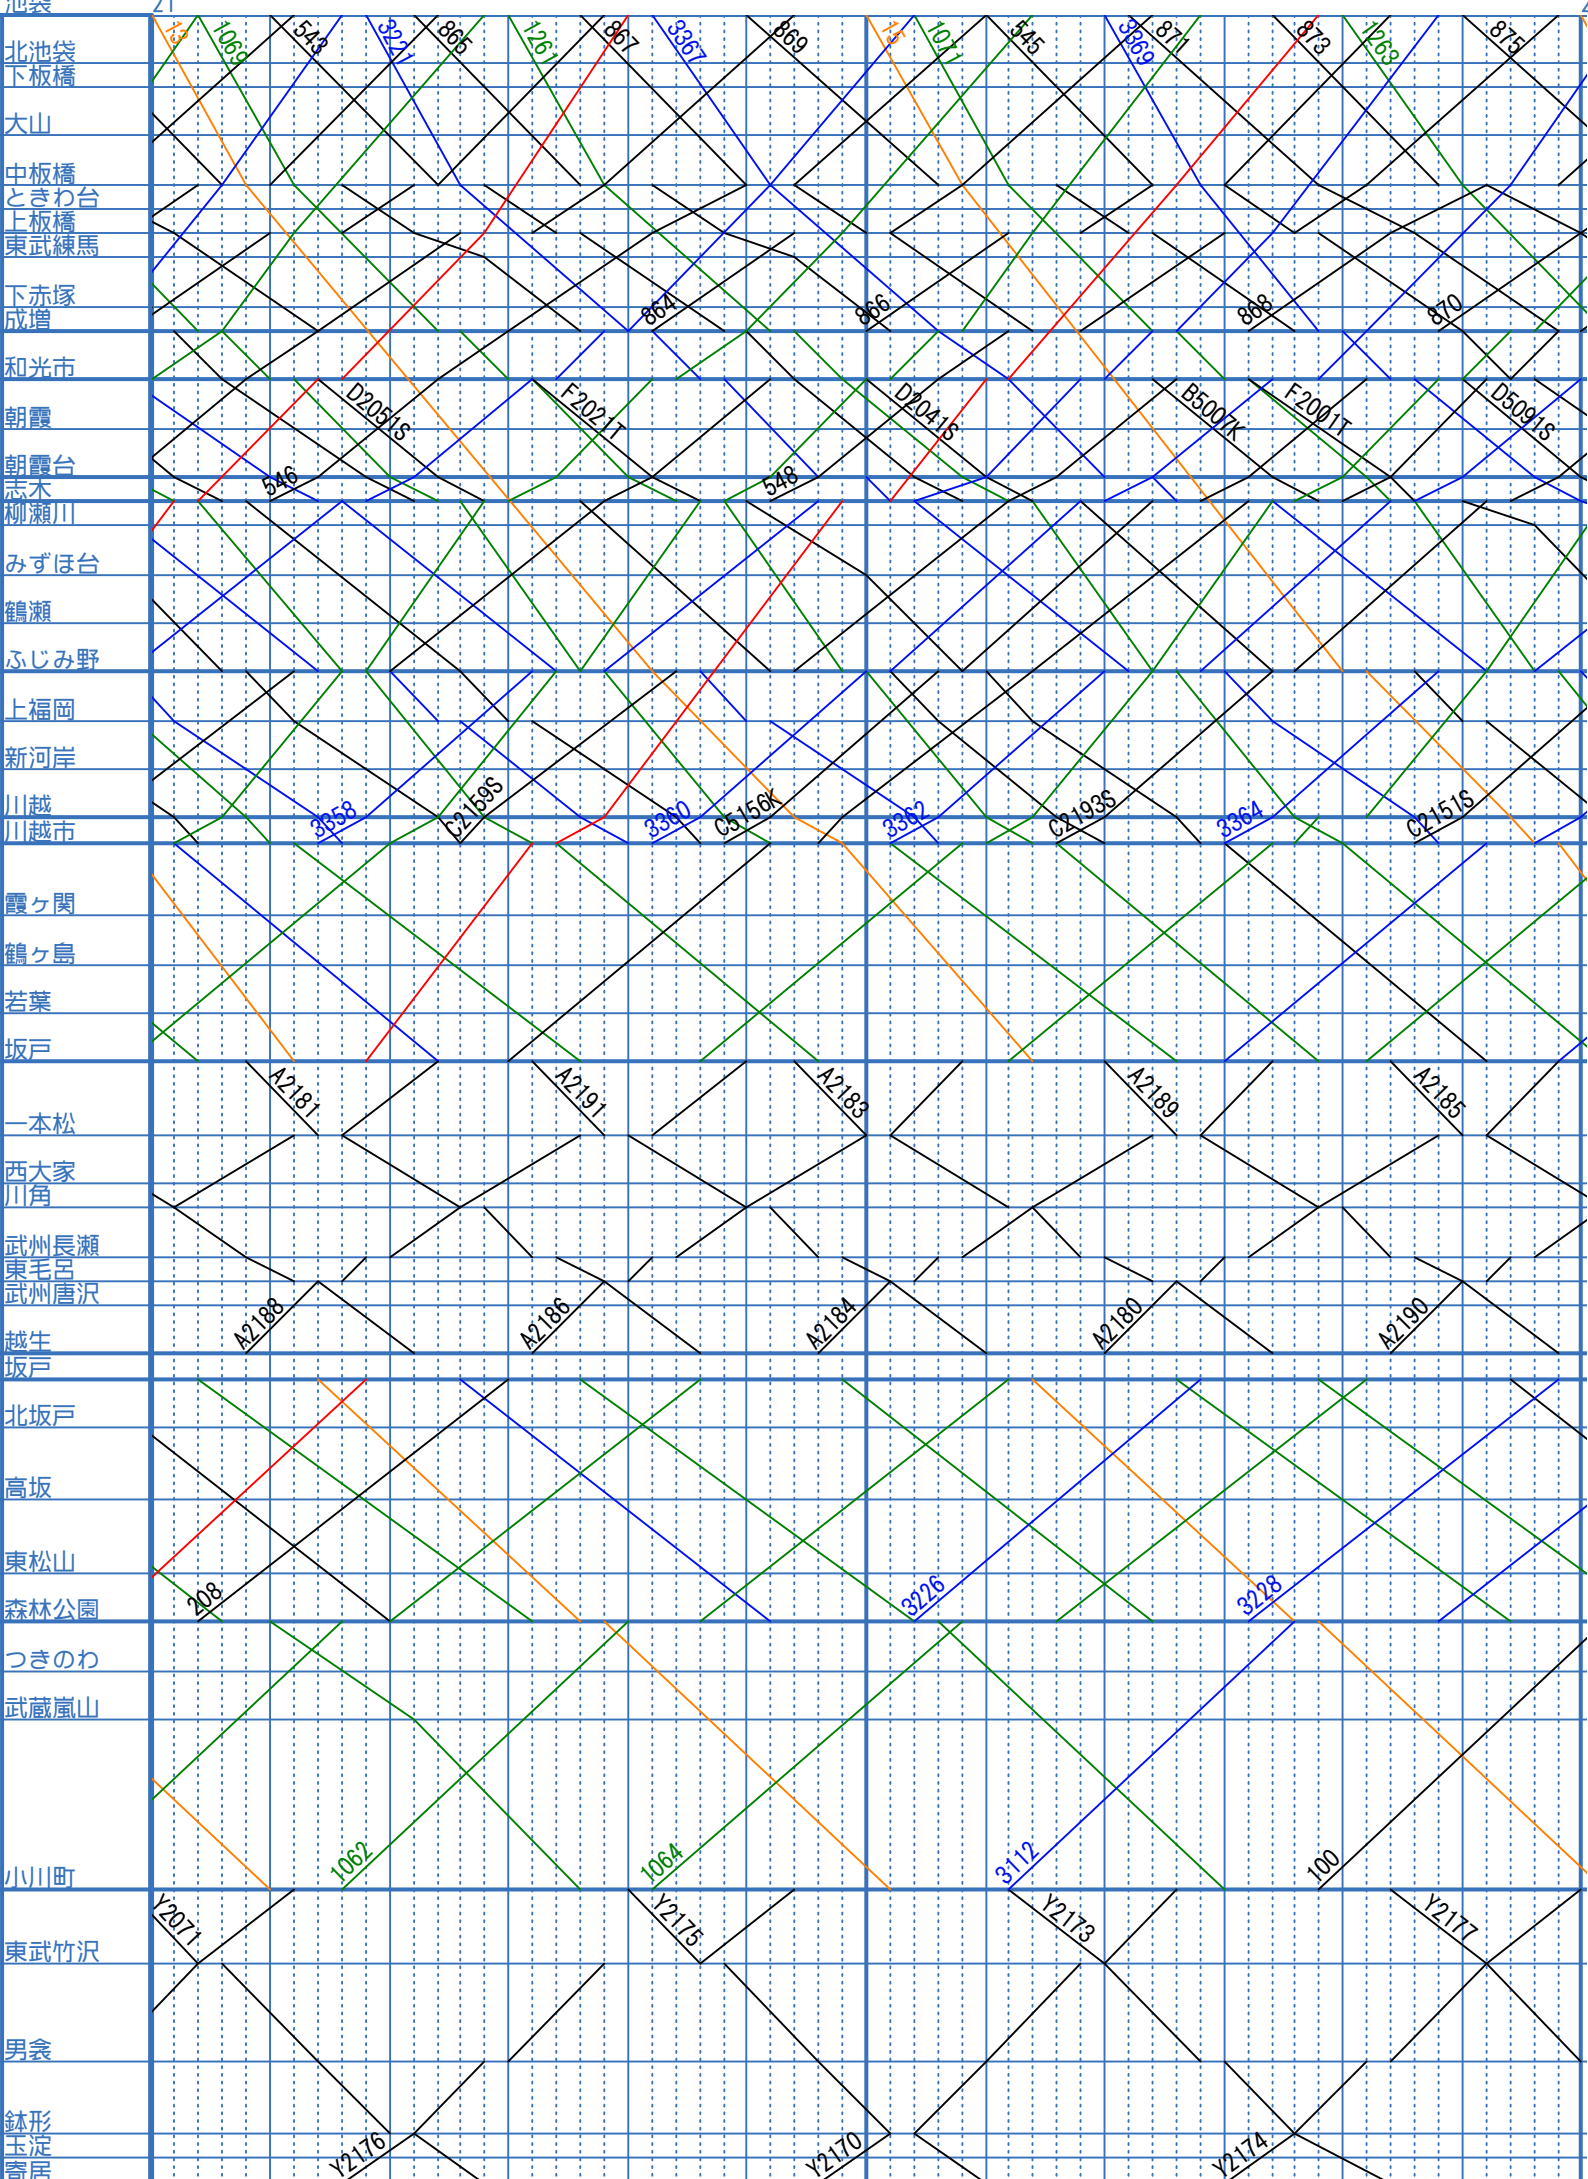 池袋 21
13 1069 543 3221 865 1261 867 3367 869 15 1071 545 3369 871 873 1263 875
北池袋
下板橋
大山
中板橋
ときわ台
上板橋
東武練馬
下赤塚
成増 864 866 868 870
和光市
D2051S F2021T D2041S B5007K F2001T D5091S
朝霞
朝霞台
志木 546 548
柳瀬川
みずほ台
鶴瀬
ふじみ野
上福岡
新河岸
川越
川越市 3358 C2159S 3360 C5156K 3362 C2193S 3364 C2151S
霞ヶ関
鶴ヶ島
若葉
坂戸
A2181 A2191 A2183 A2189 A2185
一本松
西大家
川角
武州長瀬
東毛呂
武州唐沢
越生 A2188 A2186 A2184 A2180 A2190
坂戸
北坂戸
高坂
東松山
森林公園 208 3226 3228
つきのわ
武蔵嵐山
小川町 1062 1064 3112 100
Y2071 Y2175 Y2173 Y2177
東武竹沢
男衾
鉢形
玉淀 Y2176 Y2170 Y2174
寄居